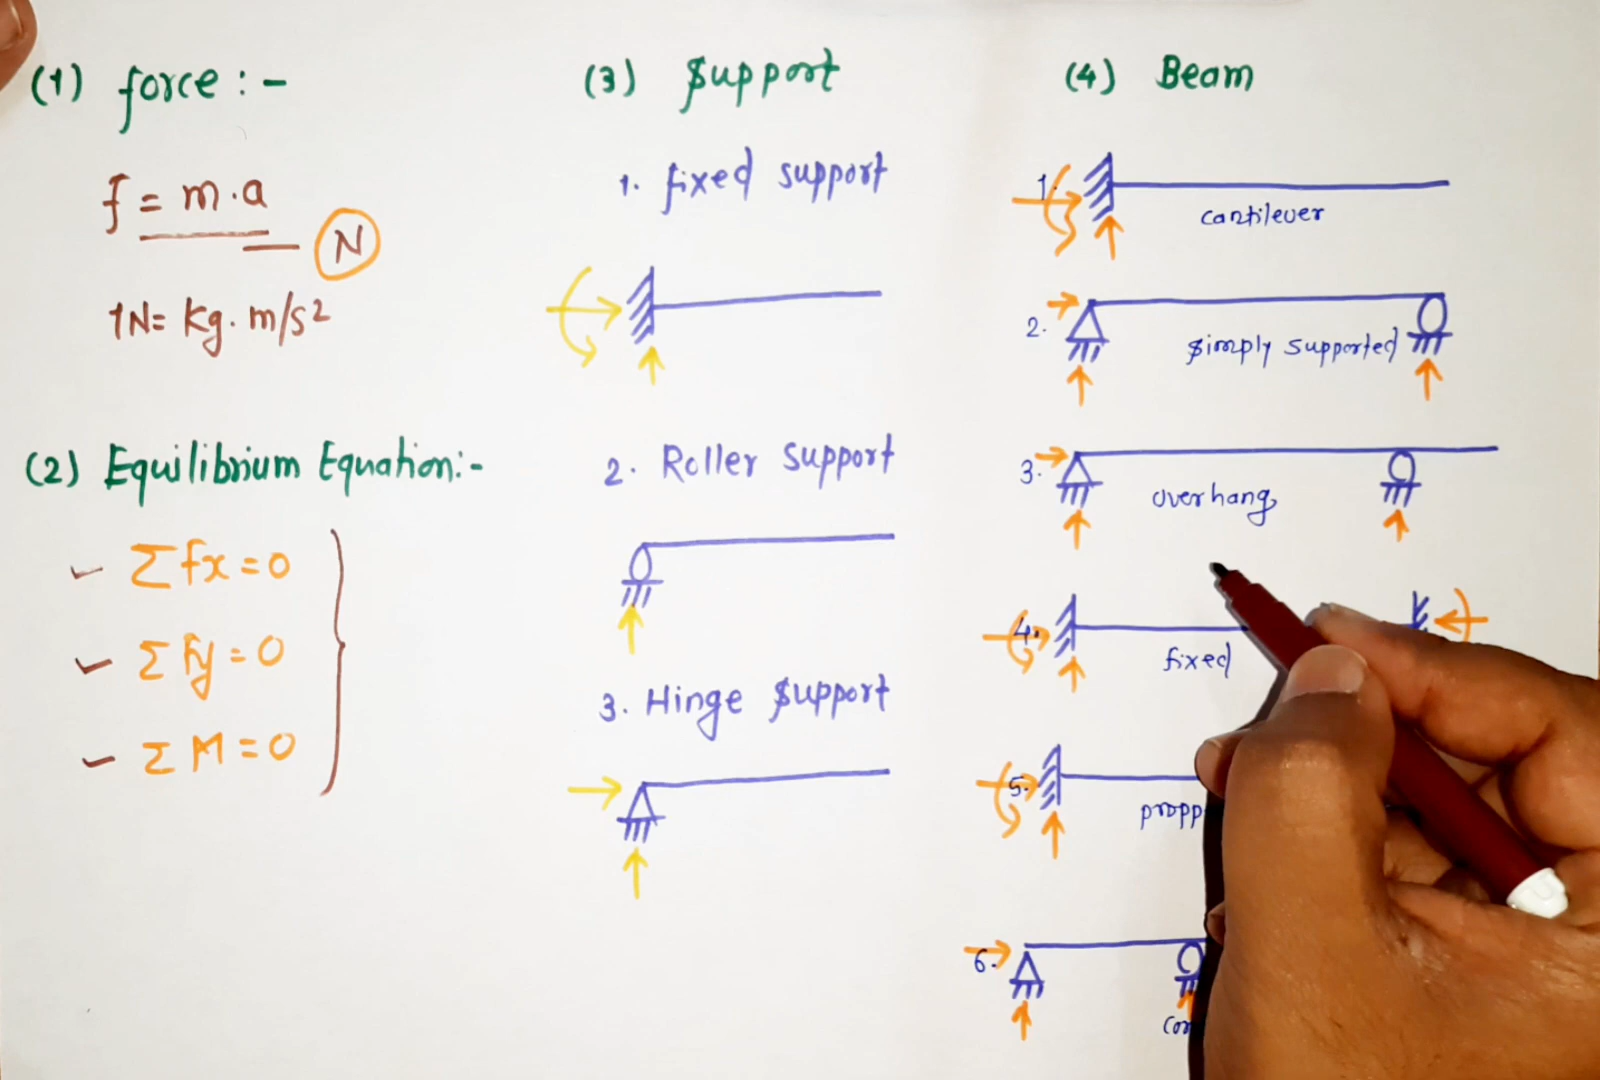 (1) force :-
f = m.a
N
1N= kg. m/s²
(2) Equilibrium Equation:-
Σfx=0
Σfy=0
ΣM=0
(3) Support
1. fixed support
2. Roller support
3. Hinge support
(4) Beam
1.
cantilever
2.
simply supported
3.
overhang
4.
fixed
5.
propp
6.
con